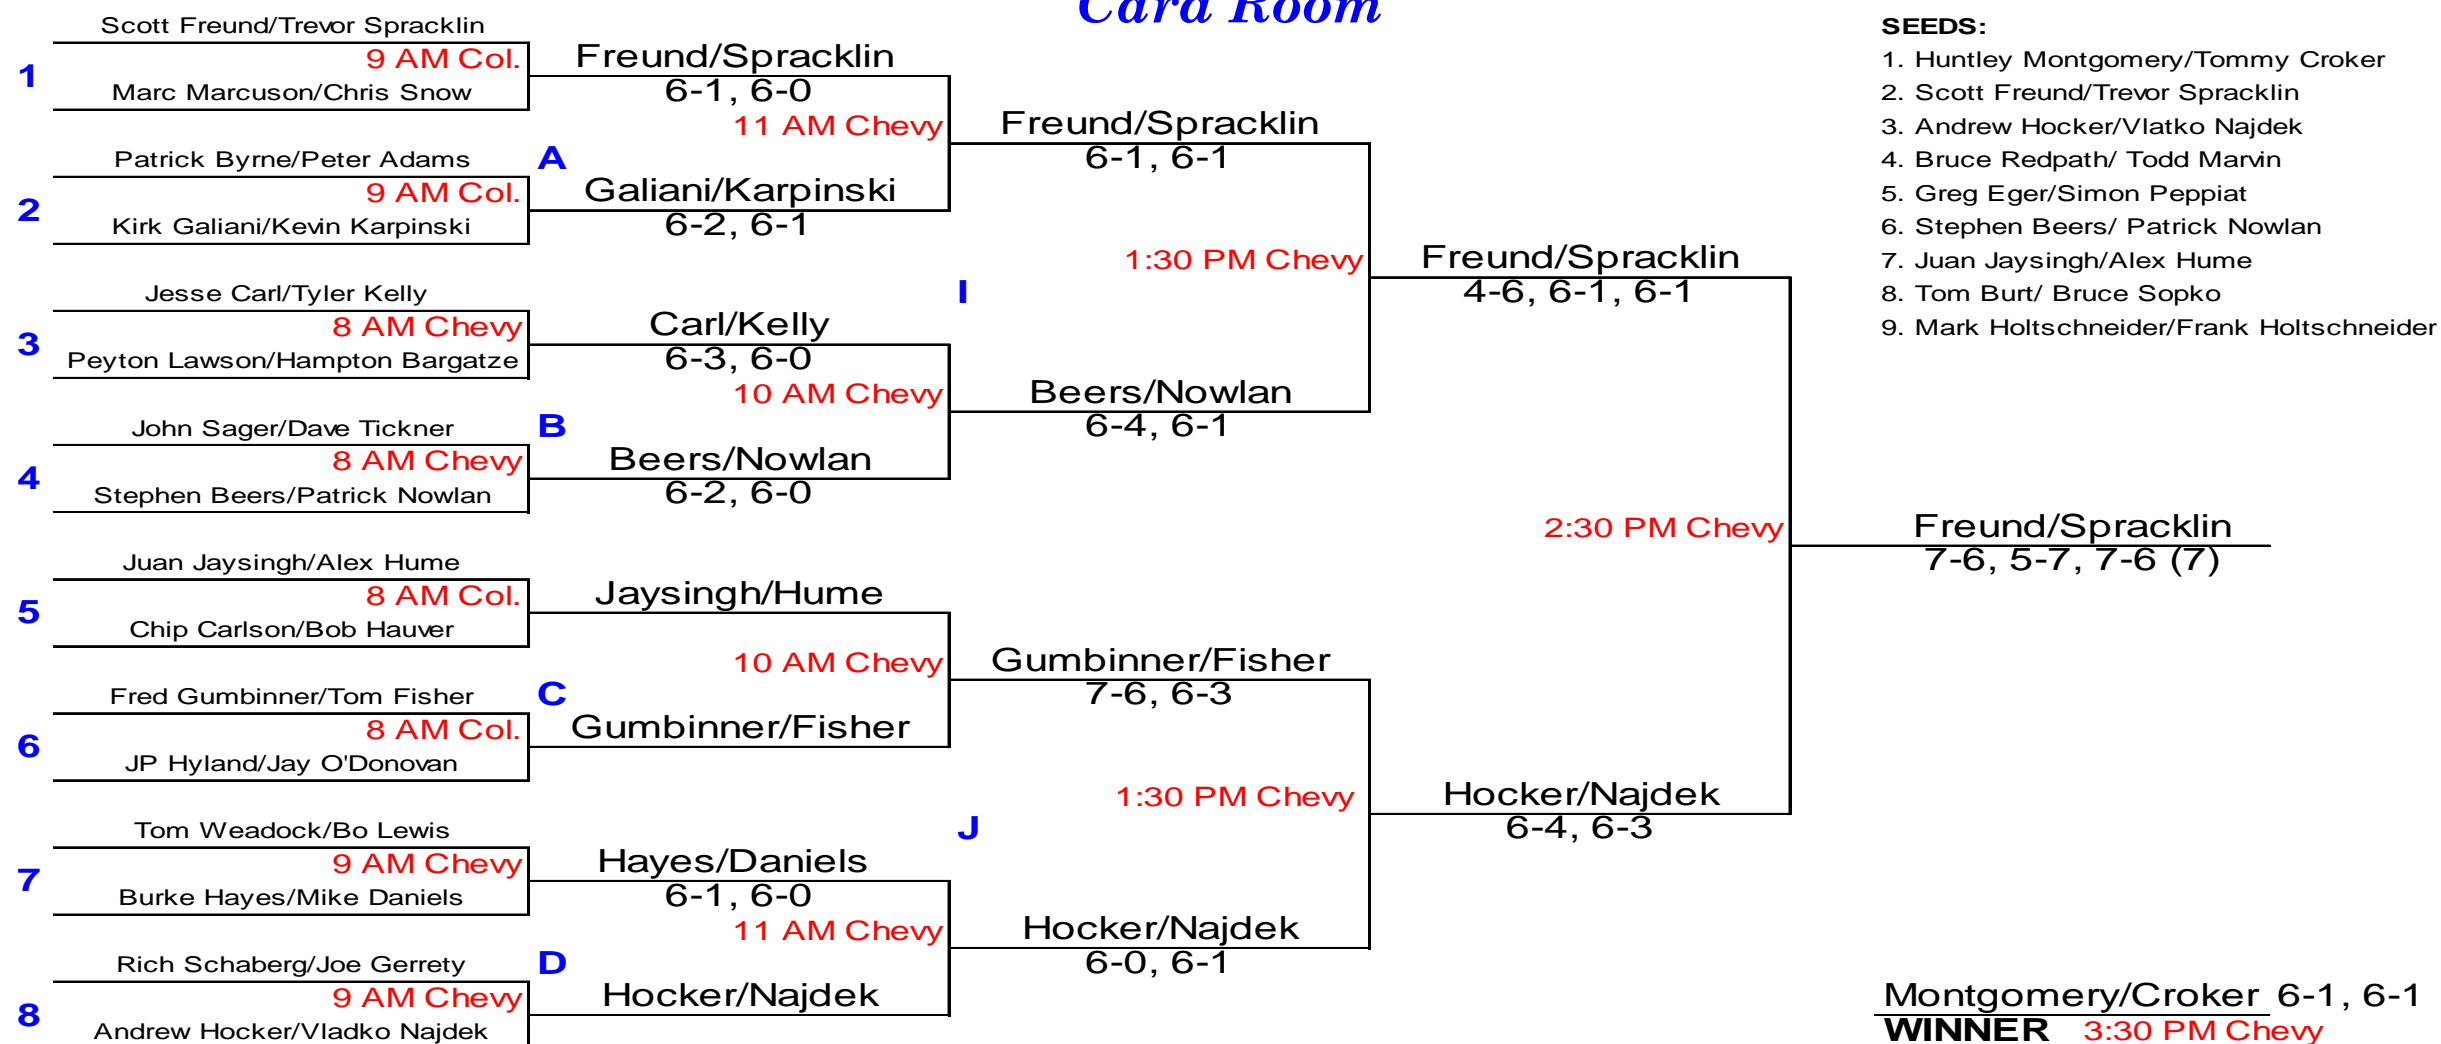 Card Room
Scott Freund/Trevor Spracklin
9 AM Col.
1
Marc Marcuson/Chris Snow
Patrick Byrne/Peter Adams
9 AM Col.
2
Kirk Galiani/Kevin Karpinski
Jesse Carl/Tyler Kelly
8 AM Chevy
3
Peyton Lawson/Hampton Bargatze
John Sager/Dave Tickner
8 AM Chevy
4
Stephen Beers/Patrick Nowlan
Juan Jaysingh/Alex Hume
8 AM Col.
5
Chip Carlson/Bob Hauver
Fred Gumbinner/Tom Fisher
8 AM Col.
6
JP Hyland/Jay O'Donovan
Tom Weadock/Bo Lewis
9 AM Chevy
7
Burke Hayes/Mike Daniels
Rich Schaberg/Joe Gerrety
9 AM Chevy
8
Andrew Hocker/Vladko Najdek
Freund/Spracklin
6-1, 6-0
11 AM Chevy
A
Galiani/Karpinski
6-2, 6-1
Carl/Kelly
6-3, 6-0
10 AM Chevy
B
Beers/Nowlan
6-2, 6-0
Jaysingh/Hume
10 AM Chevy
C
Gumbinner/Fisher
Hayes/Daniels
6-1, 6-0
11 AM Chevy
D
Hocker/Najdek
Freund/Spracklin
6-1, 6-1
1:30 PM Chevy
I
Beers/Nowlan
6-4, 6-1
Gumbinner/Fisher
7-6, 6-3
1:30 PM Chevy
J
Hocker/Najdek
6-0, 6-1
Freund/Spracklin
4-6, 6-1, 6-1
2:30 PM Chevy
Hocker/Najdek
6-4, 6-3
Freund/Spracklin
7-6, 5-7, 7-6 (7)
SEEDS:
1. Huntley Montgomery/Tommy Croker
2. Scott Freund/Trevor Spracklin
3. Andrew Hocker/Vlatko Najdek
4. Bruce Redpath/ Todd Marvin
5. Greg Eger/Simon Peppiat
6. Stephen Beers/ Patrick Nowlan
7. Juan Jaysingh/Alex Hume
8. Tom Burt/ Bruce Sopko
9. Mark Holtschneider/Frank Holtschneider
Montgomery/Croker 6-1, 6-1
WINNER 3:30 PM Chevy